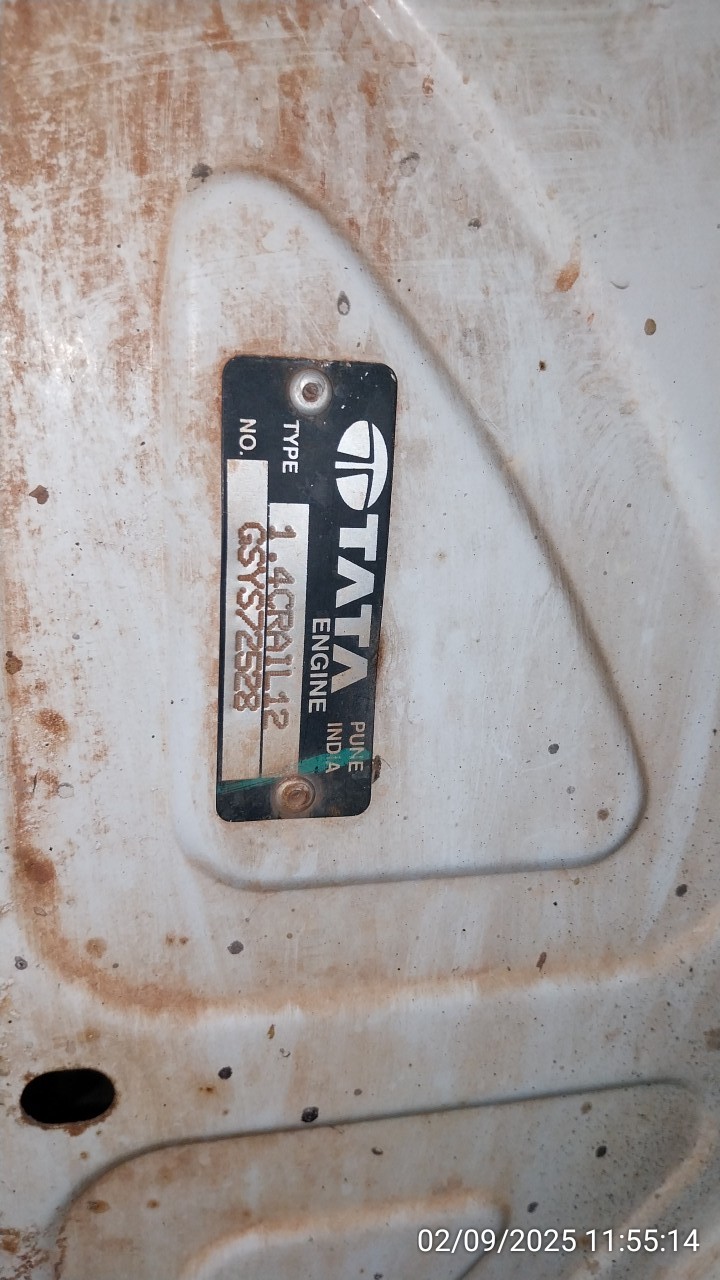 TATA
PUNE
INDIA
ENGINE
TYPE 1.4CRAIL12
NO. GSYS72528
02/09/2025 11:55:14